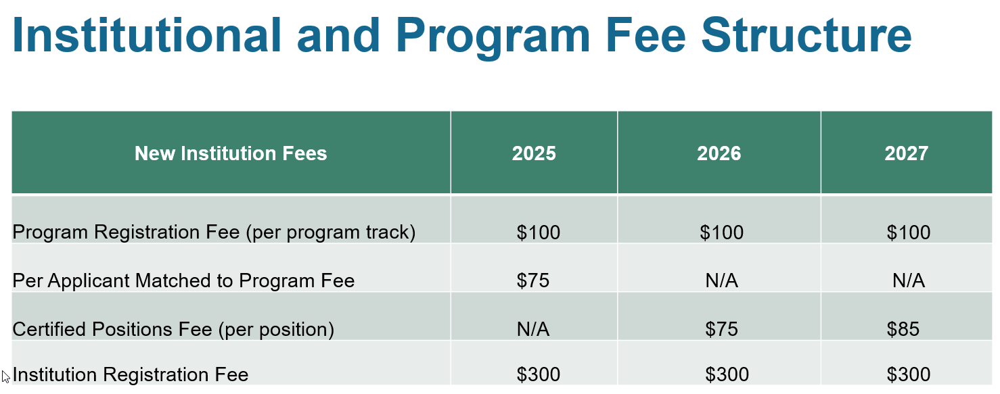 Institutional and Program Fee Structure
New Institution Fees 2025 2026 2027
Program Registration Fee (per program track) $100 $100 $100
Per Applicant Matched to Program Fee $75 N/A N/A
Certified Positions Fee (per position) N/A $75 $85
Institution Registration Fee $300 $300 $300